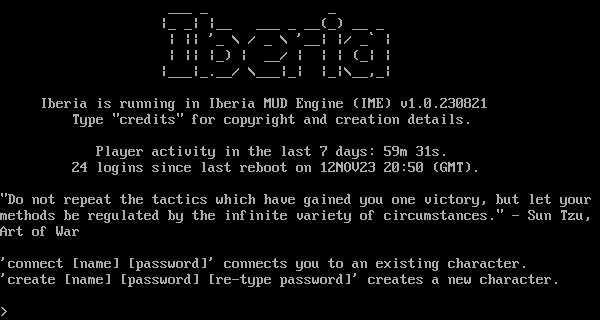 Iberia
Iberia is running in Iberia MUD Engine (IME) v1.0.230821
Type "credits" for copyright and creation details.
Player activity in the last 7 days: 59m 31s.
24 logins since last reboot on 12NOV23 20:50 (GMT).
"Do not repeat the tactics which have gained you one victory, but let your
methods be regulated by the infinite variety of circumstances." - Sun Tzu,
Art of War
'connect [name] [password]' connects you to an existing character.
'create [name] [password] [re-type password]' creates a new character.
>